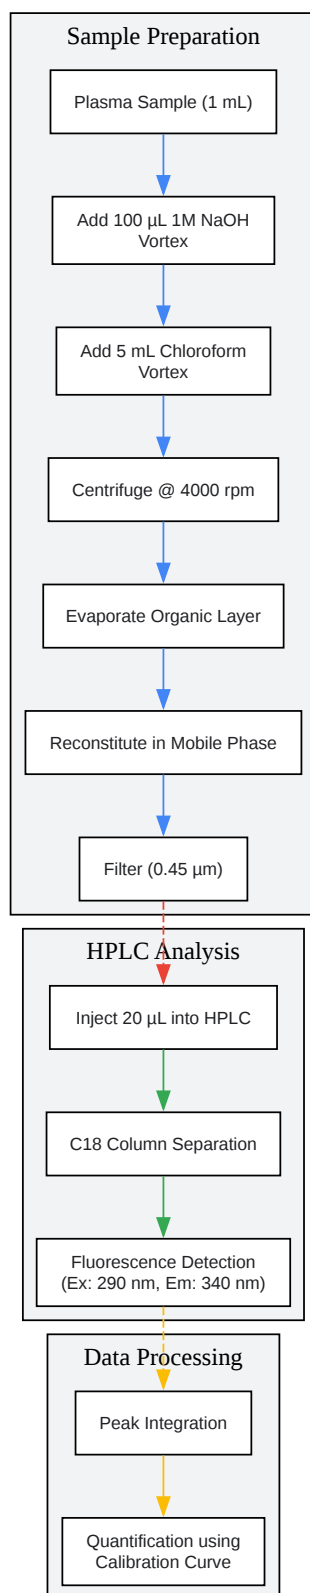 Sample Preparation
Plasma Sample (1 mL)
Add 100 µL 1M NaOH
Vortex
Add 5 mL Chloroform
Vortex
Centrifuge @ 4000 rpm
Evaporate Organic Layer
Reconstitute in Mobile Phase
Filter (0.45 µm)
HPLC Analysis
Inject 20 µL into HPLC
C18 Column Separation
Fluorescence Detection
(Ex: 290 nm, Em: 340 nm)
Data Processing
Peak Integration
Quantification using
Calibration Curve